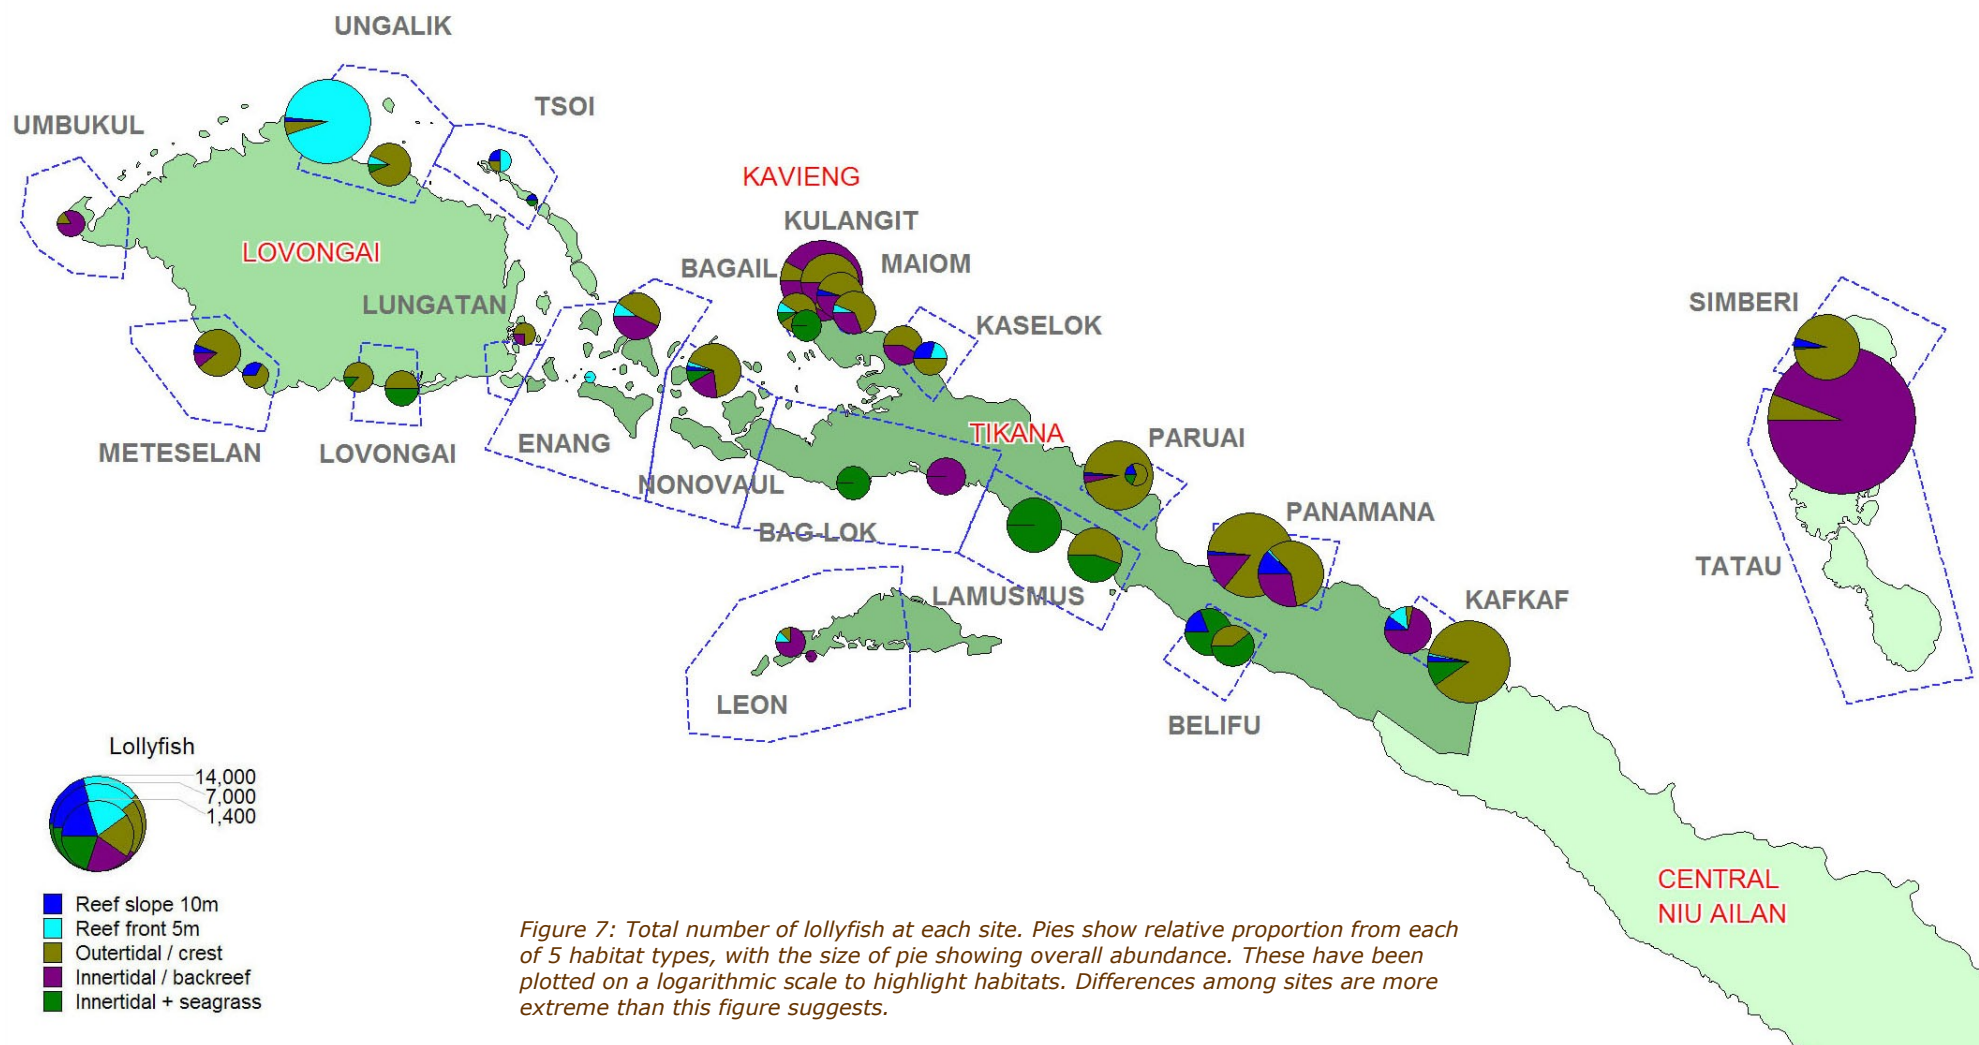 UNGALIK
TSOI
UMBUKUL
KAVIENG
KULANGIT
LOVONGAI
BAGAIL
MAIOM
LUNGATAN
KASELOK
SIMBERI
METESELAN
LOVONGAI
ENANG
TIKANA
PARUAI
NONOVAUL
BAG-LOK
PANAMANA
TATAU
LAMUSMUS
KAFKAF
LEON
BELIFU
Lollyfish
14,000
7,000
1,400
Reef slope 10m
Reef front 5m
Outertidal / crest
Innertidal / backreef
Innertidal + seagrass
CENTRAL
NIU AILAN
Figure 7: Total number of lollyfish at each site. Pies show relative proportion from each
of 5 habitat types, with the size of pie showing overall abundance. These have been
plotted on a logarithmic scale to highlight habitats. Differences among sites are more
extreme than this figure suggests.